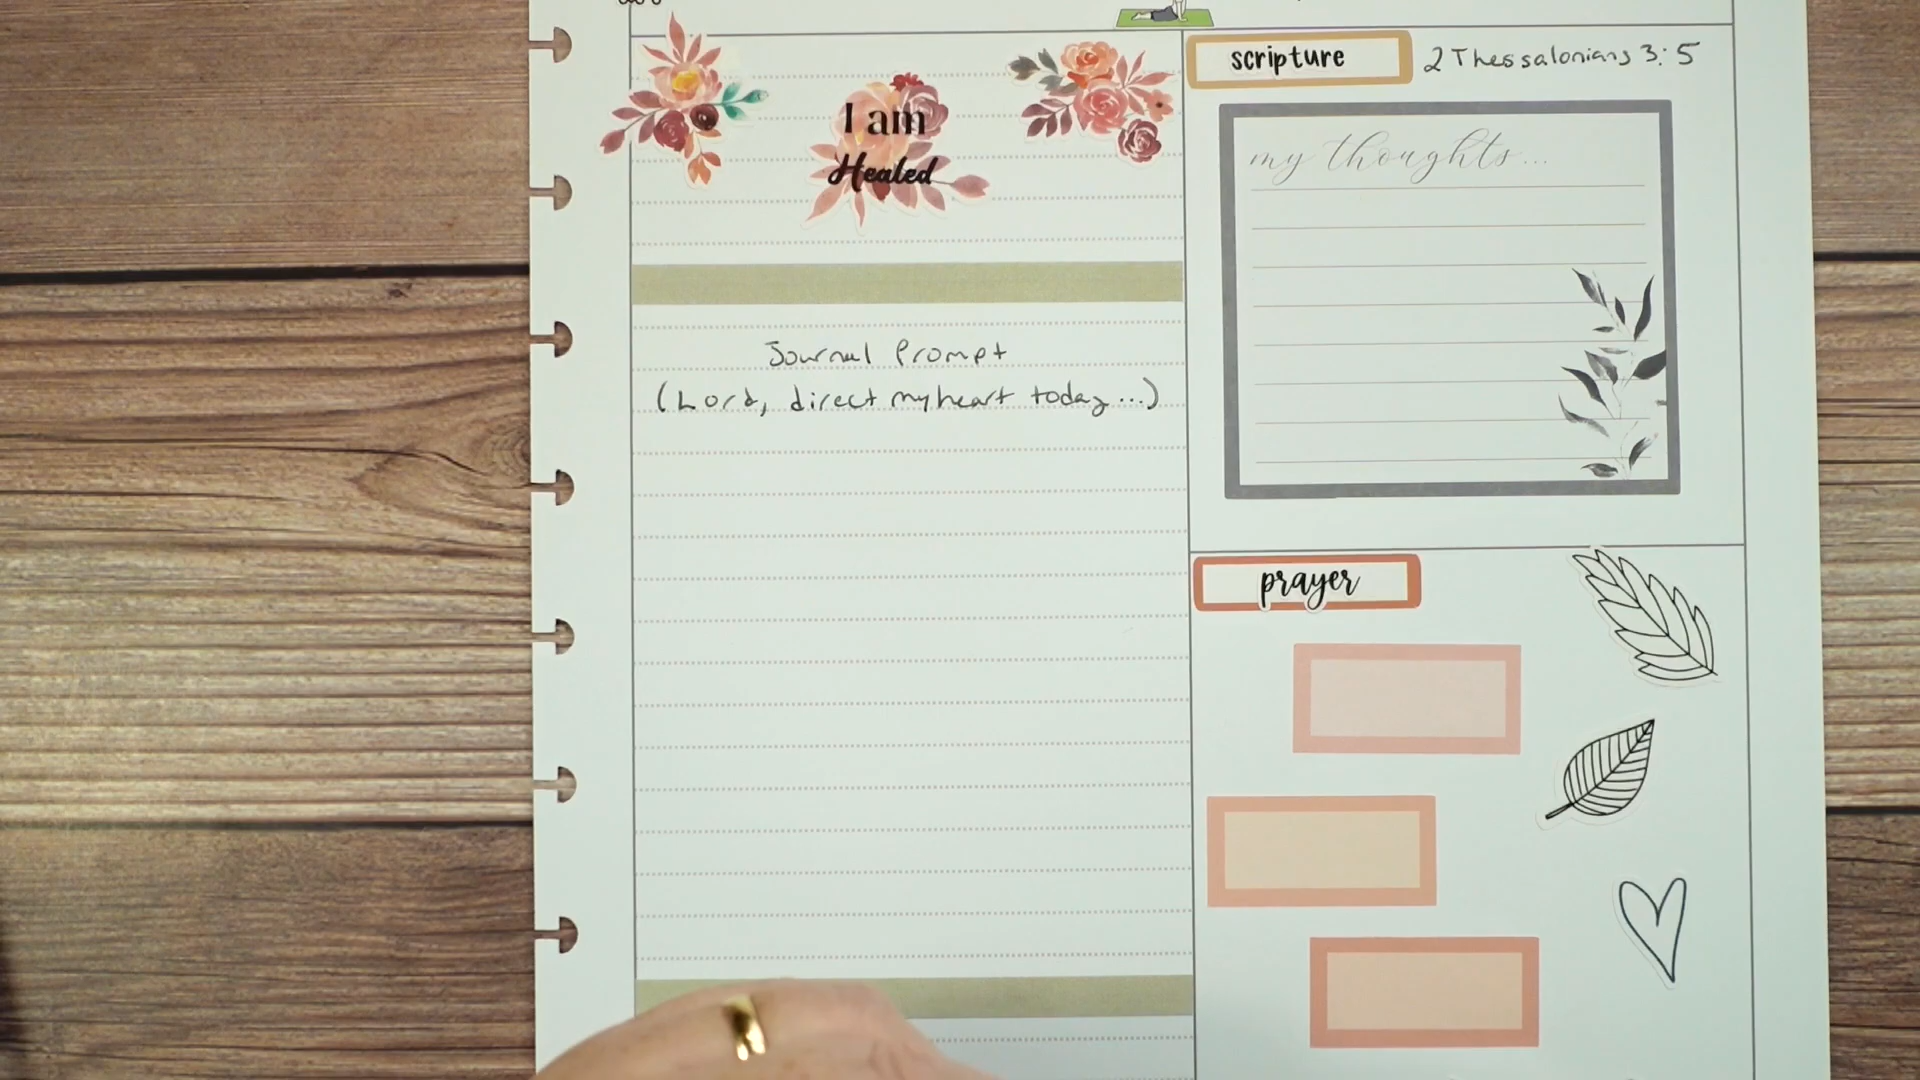 I am
Healed
Journal Prompt
(Lord, direct my heart today...)
scripture 2 Thessalonians 3:5
my thoughts...
prayer